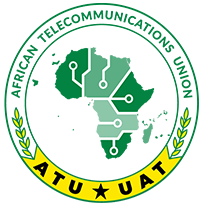 AFRICAN TELECOMMUNICATIONS UNION
ATU ★ UAT